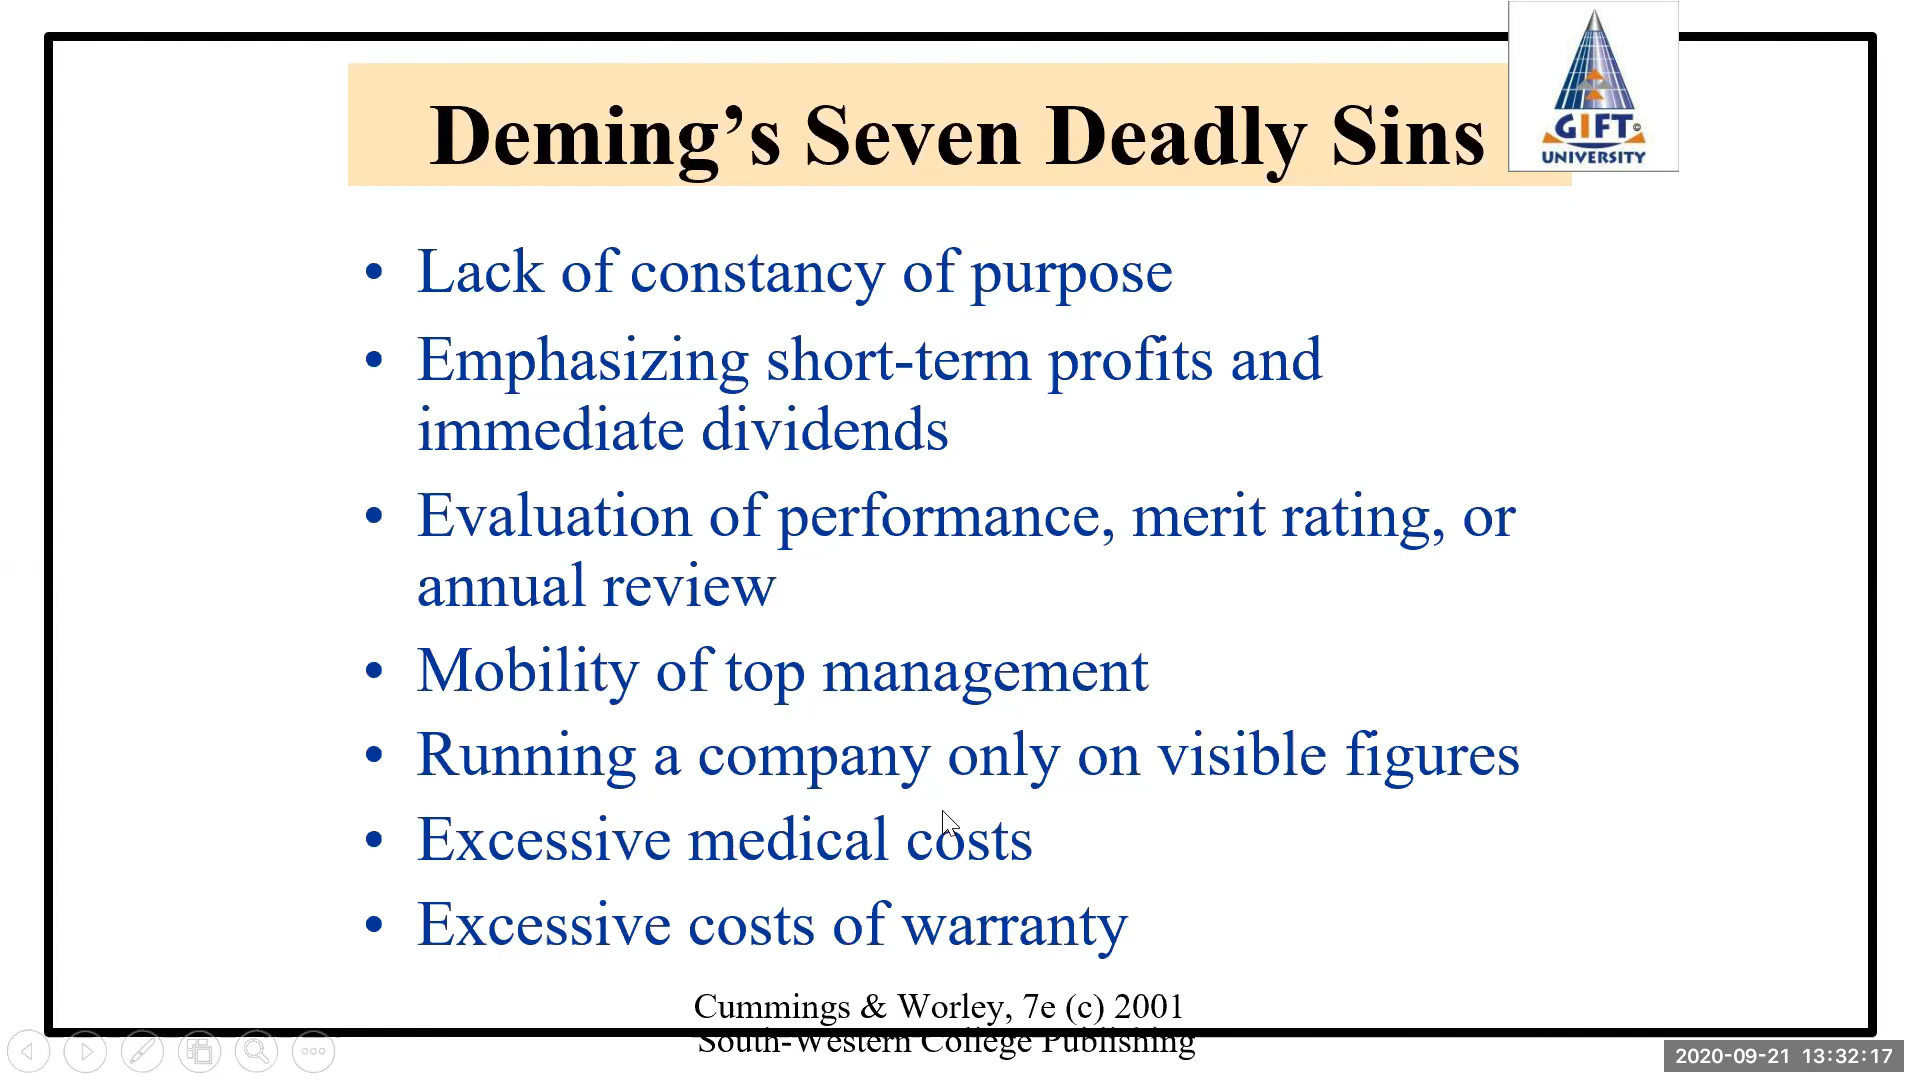 Deming’s Seven Deadly Sins
GIFT©
UNIVERSITY
• Lack of constancy of purpose
• Emphasizing short-term profits and
immediate dividends
• Evaluation of performance, merit rating, or
annual review
• Mobility of top management
• Running a company only on visible figures
• Excessive medical costs
• Excessive costs of warranty
Cummings & Worley, 7e (c) 2001
South-Western College Publishing
2020-09-21 13:32:17